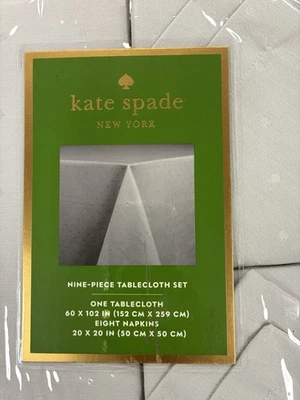 kate spade
NEW YORK
NINE-PIECE TABLECLOTH SET
ONE TABLECLOTH
60 X 102 IN (152 CM X 259 CM)
EIGHT NAPKINS
20 X 20 IN (50 CM X 50 CM)